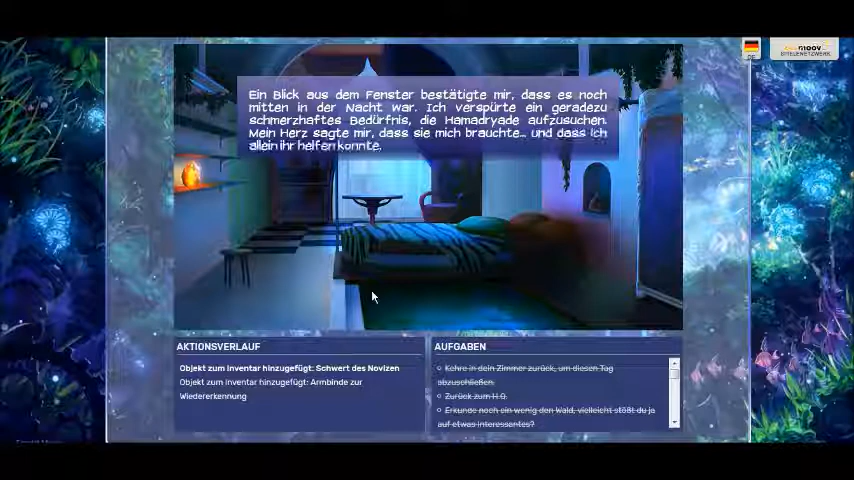 Ein Blick aus dem Fenster bestätigte mir, dass es noch
mitten in der Nacht war. Ich verspürte ein geradezu
schmerzhaftes Bedürfnis, die Hamadryade aufzusuchen.
Mein Herz sagte mir, dass sie mich brauchte... und dass ich
allein ihr helfen konnte.
DE
MOOV
SPIELENETZWERK
AKTIONSVERLAUF
Objekt zum Inventar hinzugefügt: Schwert des Novizen
Objekt zum Inventar hinzugefügt: Armbinde zur
Wiedererkennung
AUFGABEN
Kehre in dein Zimmer zurück, um diesen Tag
abzuschließen.
Zurück zum H.Q.
Erkunde noch ein wenig den Wald, vielleicht stößt du ja
auf etwas Interessantes?